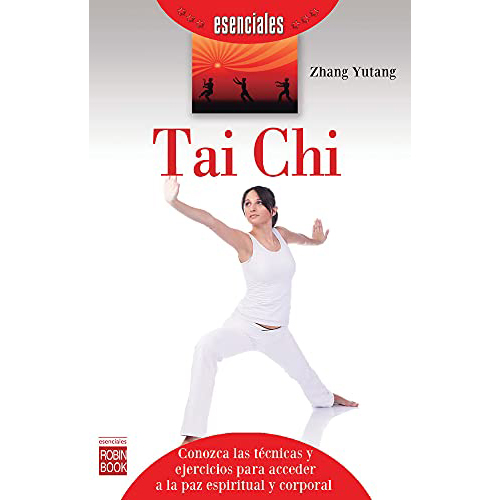 esenciales
Zhang Yutang
Tai Chi
esenciales
ROBIN
BOOK
Conozca las técnicas y
ejercicios para acceder
a la paz espiritual y corporal